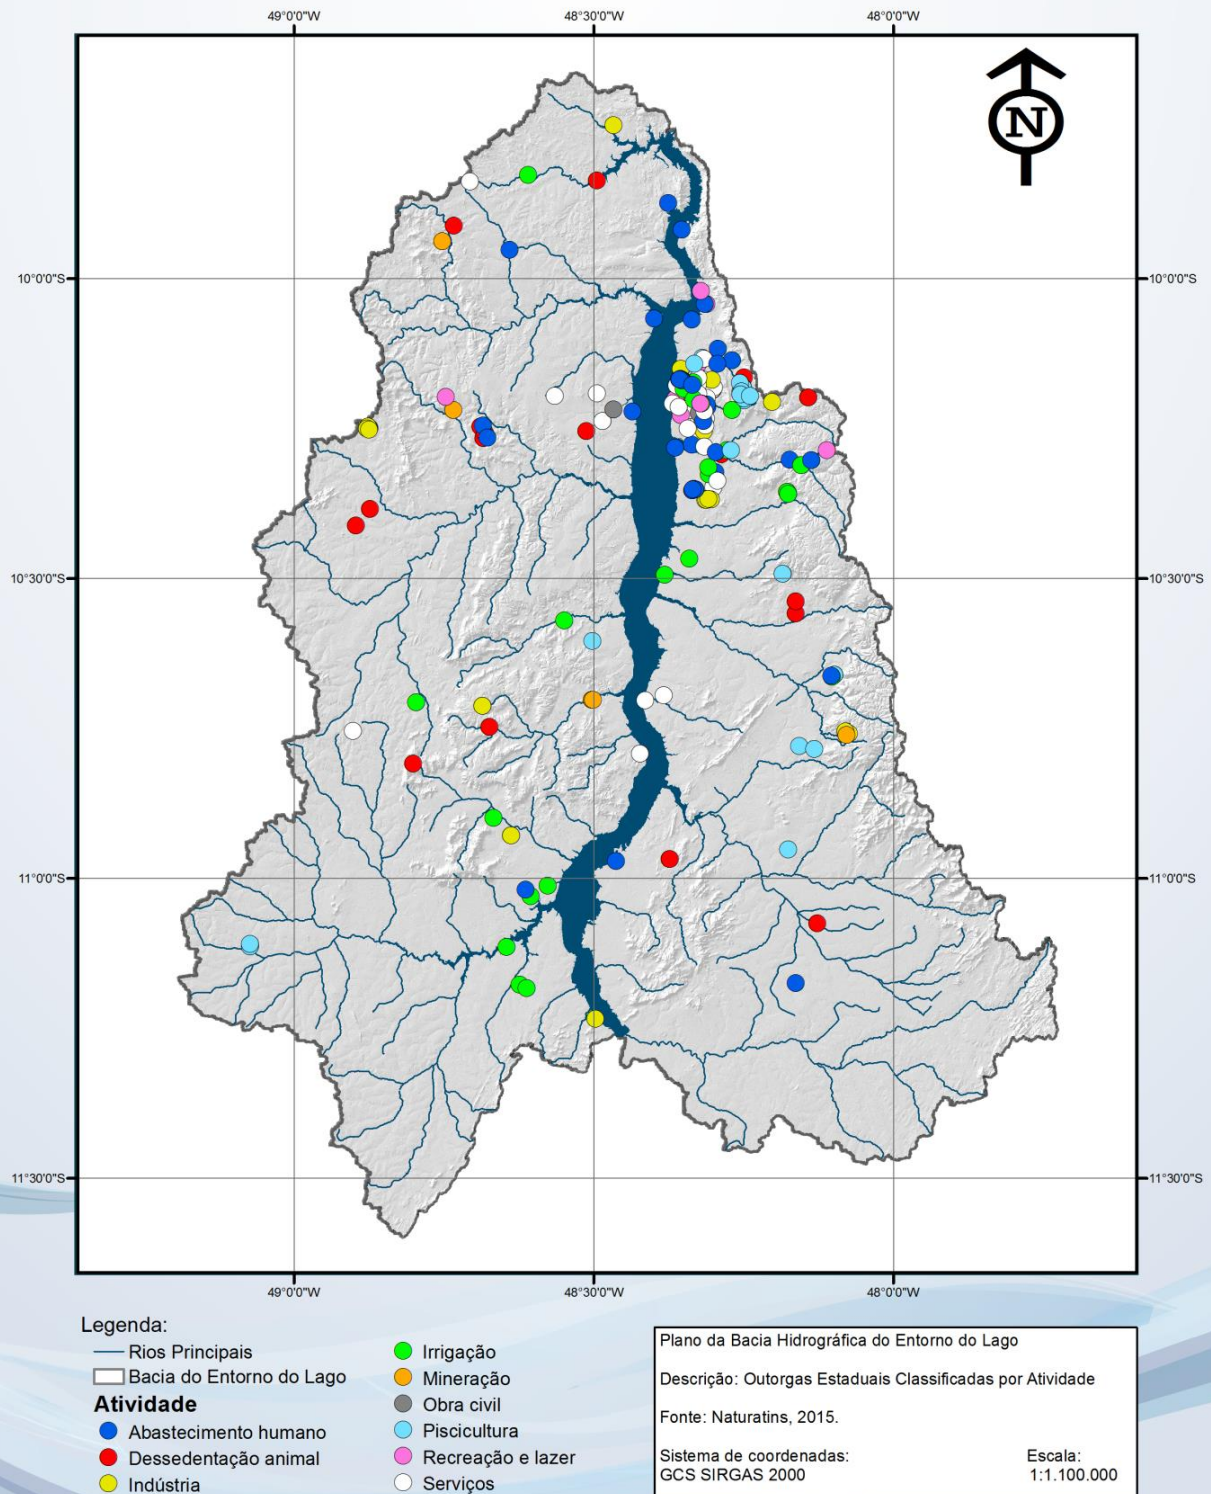 49°0'0"W 48°30'0"W 48°0'0"W
N
10°0'0"S 10°0'0"S
10°30'0"S 10°30'0"S
11°0'0"S 11°0'0"S
11°30'0"S 11°30'0"S
49°0'0"W 48°30'0"W 48°0'0"W
Legenda:
Rios Principais
Bacia do Entorno do Lago
Atividade
Abastecimento humano
Dessedentação animal
Indústria
Irrigação
Mineração
Obra civil
Piscicultura
Recreação e lazer
Serviços
Plano da Bacia Hidrográfica do Entorno do Lago
Descrição: Outorgas Estaduais Classificadas por Atividade
Fonte: Naturatins, 2015.
Sistema de coordenadas: Escala:
GCS SIRGAS 2000 1:1.100.000